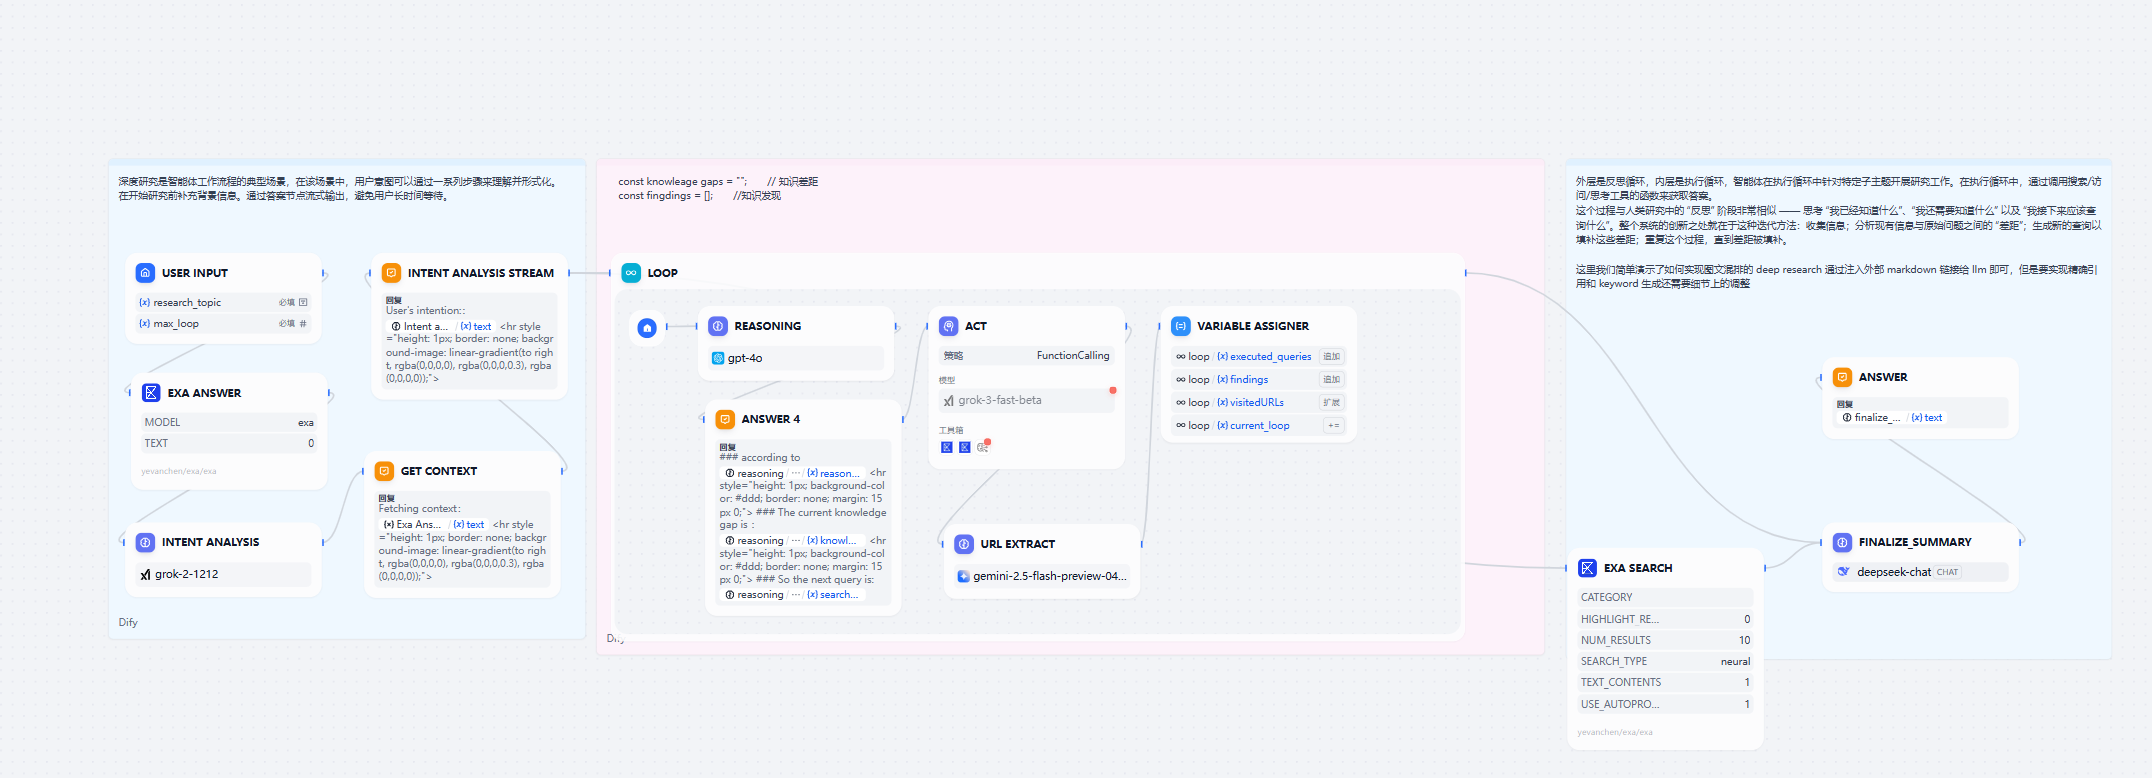 深度研究是智能体工作流程的典型场景，在该场景中，用户意图可以通过一系列步骤来理解并形式化。
在开始研究前补充背景信息。通过答案节点流式输出，避免用户长时间等待。
USER INPUT
(x) research_topic 必填
(x) max_loop 必填 #
EXA ANSWER
MODEL exa
TEXT 0
yevanchen/exa/exa
INTENT ANALYSIS
grok-2-1212
INTENT ANALYSIS STREAM
回复
User's intention::
Intent a... / (x) text <hr style
="height: 1px; border: none; backgr
ound-image: linear-gradient(to righ
t, rgba(0,0,0,0), rgba(0,0,0,0.3), rgba
(0,0,0,0));">
GET CONTEXT
回复
Fetching context:
(x) Exa Ans... / (x) text <hr style
="height: 1px; border: none; backgr
ound-image: linear-gradient(to righ
t, rgba(0,0,0,0), rgba(0,0,0,0.3), rgba
(0,0,0,0));">
Dify
const knowleage gaps = ""; // 知识差距
const fingdings = []; //知识发现
LOOP
REASONING
gpt-4o
ANSWER 4
回复
### according to
reasoning / ··· / (x) reason... <hr
style="height: 1px; background-col
or: #ddd; border: none; margin: 15
px 0;"> ### The current knowledge
gap is :
reasoning / ··· / (x) knowl... <hr
style="height: 1px; background-col
or: #ddd; border: none; margin: 15
px 0;"> ### So the next query is:
reasoning / ··· / (x) search...
ACT
策略 FunctionCalling
模型
grok-3-fast-beta
工具箱
URL EXTRACT
gemini-2.5-flash-preview-04...
VARIABLE ASSIGNER
loop / (x) executed_queries 追加
loop / (x) findings 追加
loop / (x) visitedURLs 扩展
loop / (x) current_loop +=
外层是反思循环，内层是执行循环，智能体在执行循环中针对特定子主题开展研究工作。在执行循环中，通过调用搜索/访
问/思考工具的函数来获取答案。
这个过程与人类研究中的 "反思" 阶段非常相似 —— 思考 "我已经知道什么"、"我还需要知道什么" 以及 "我接下来应该查
询什么"。整个系统的创新之处就在于这种迭代方法：收集信息；分析现有信息与原始问题之间的 "差距"；生成新的查询以
填补这些差距；重复这个过程，直到差距被填补。
这里我们简单演示了如何实现图文混排的 deep research 通过注入外部 markdown 链接给 llm 即可，但是要实现精确引
用和 keyword 生成还需要细节上的调整
ANSWER
回复
finalize_... / (x) text
FINALIZE_SUMMARY
deepseek-chat CHAT
EXA SEARCH
CATEGORY
HIGHLIGHT_RE... 0
NUM_RESULTS 10
SEARCH_TYPE neural
TEXT_CONTENTS 1
USE_AUTOPRO... 1
yevanchen/exa/exa